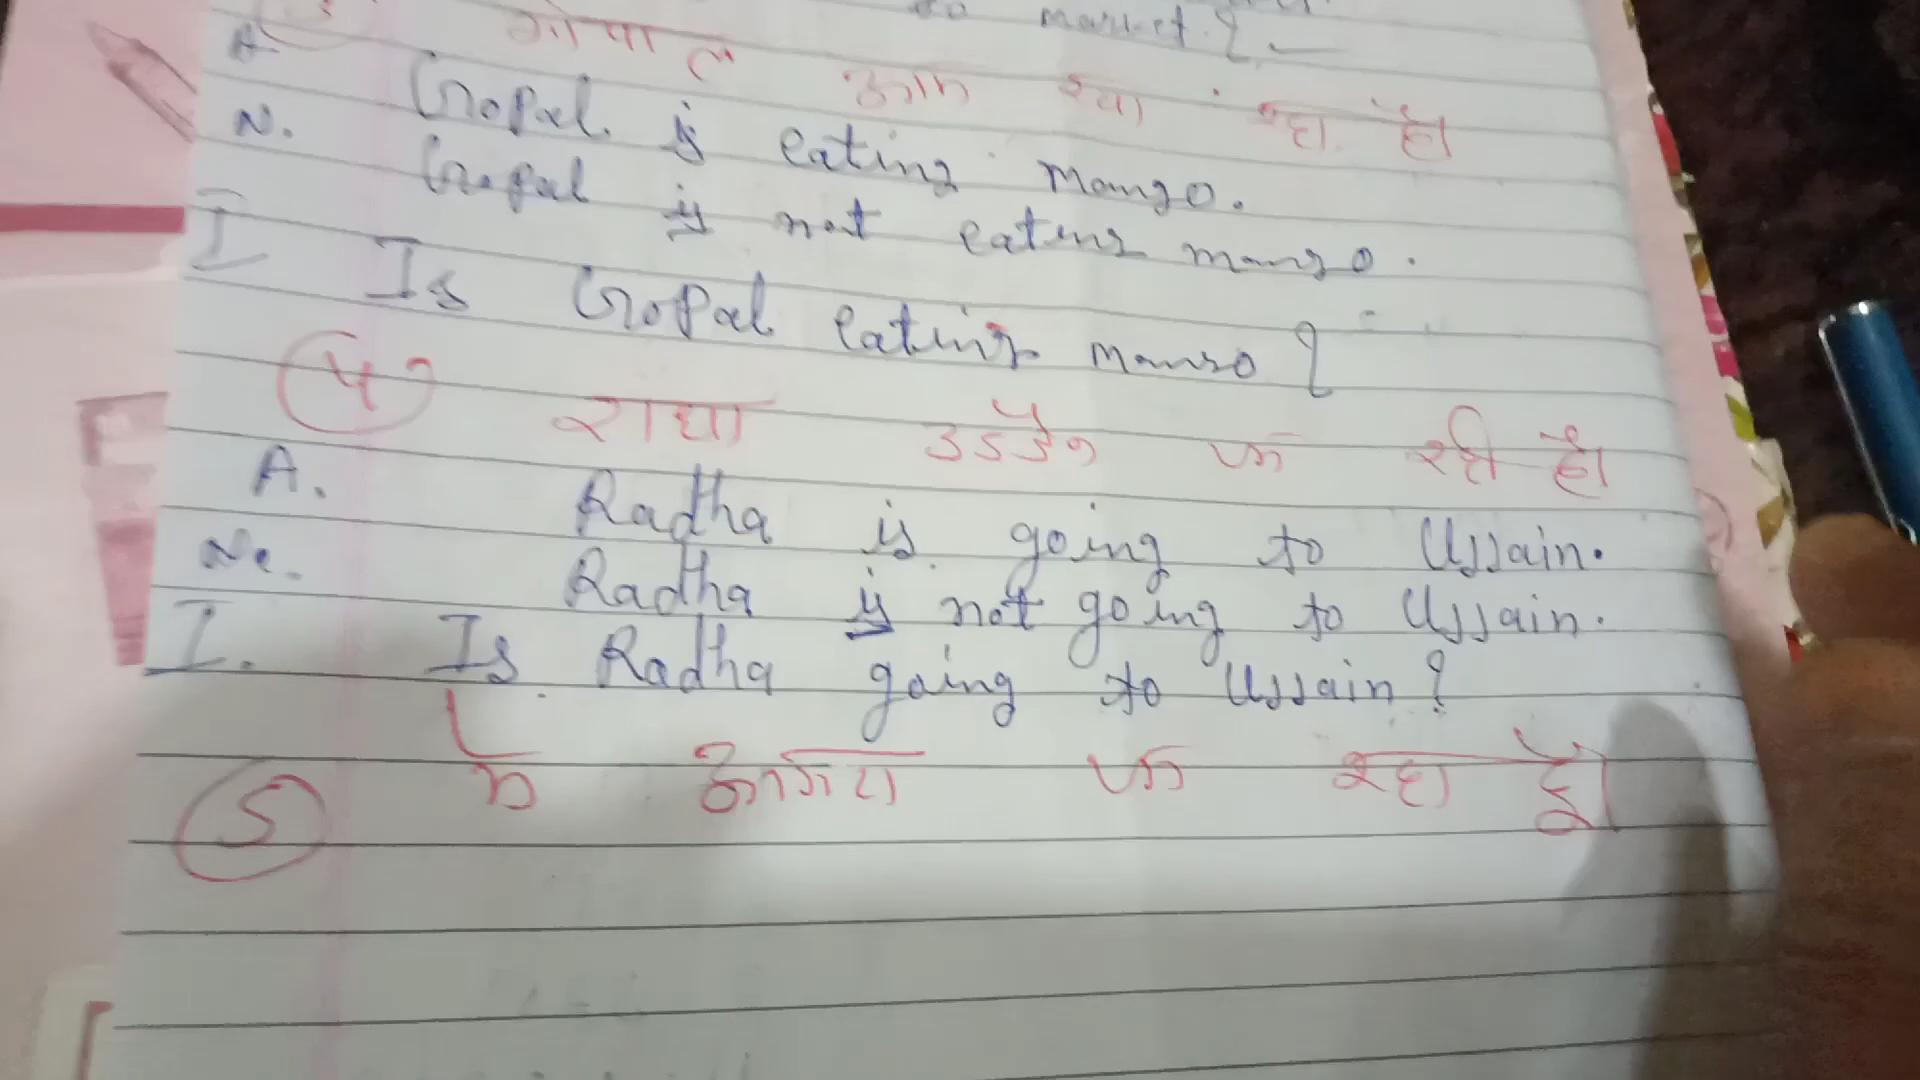 to market ?
गोपाल आम खा रहा है।
A Gopal is eating mango.
N. Gopal is not eating mango.
I Is Gopal eating mango ?
4 राधा उज्जैन जा रही है।
A. Radha is going to Ujjain.
Ne. Radha is not going to Ujjain.
I. Is Radha going to Ujjain ?
5 मैं आगरा जा रहा हूँ।